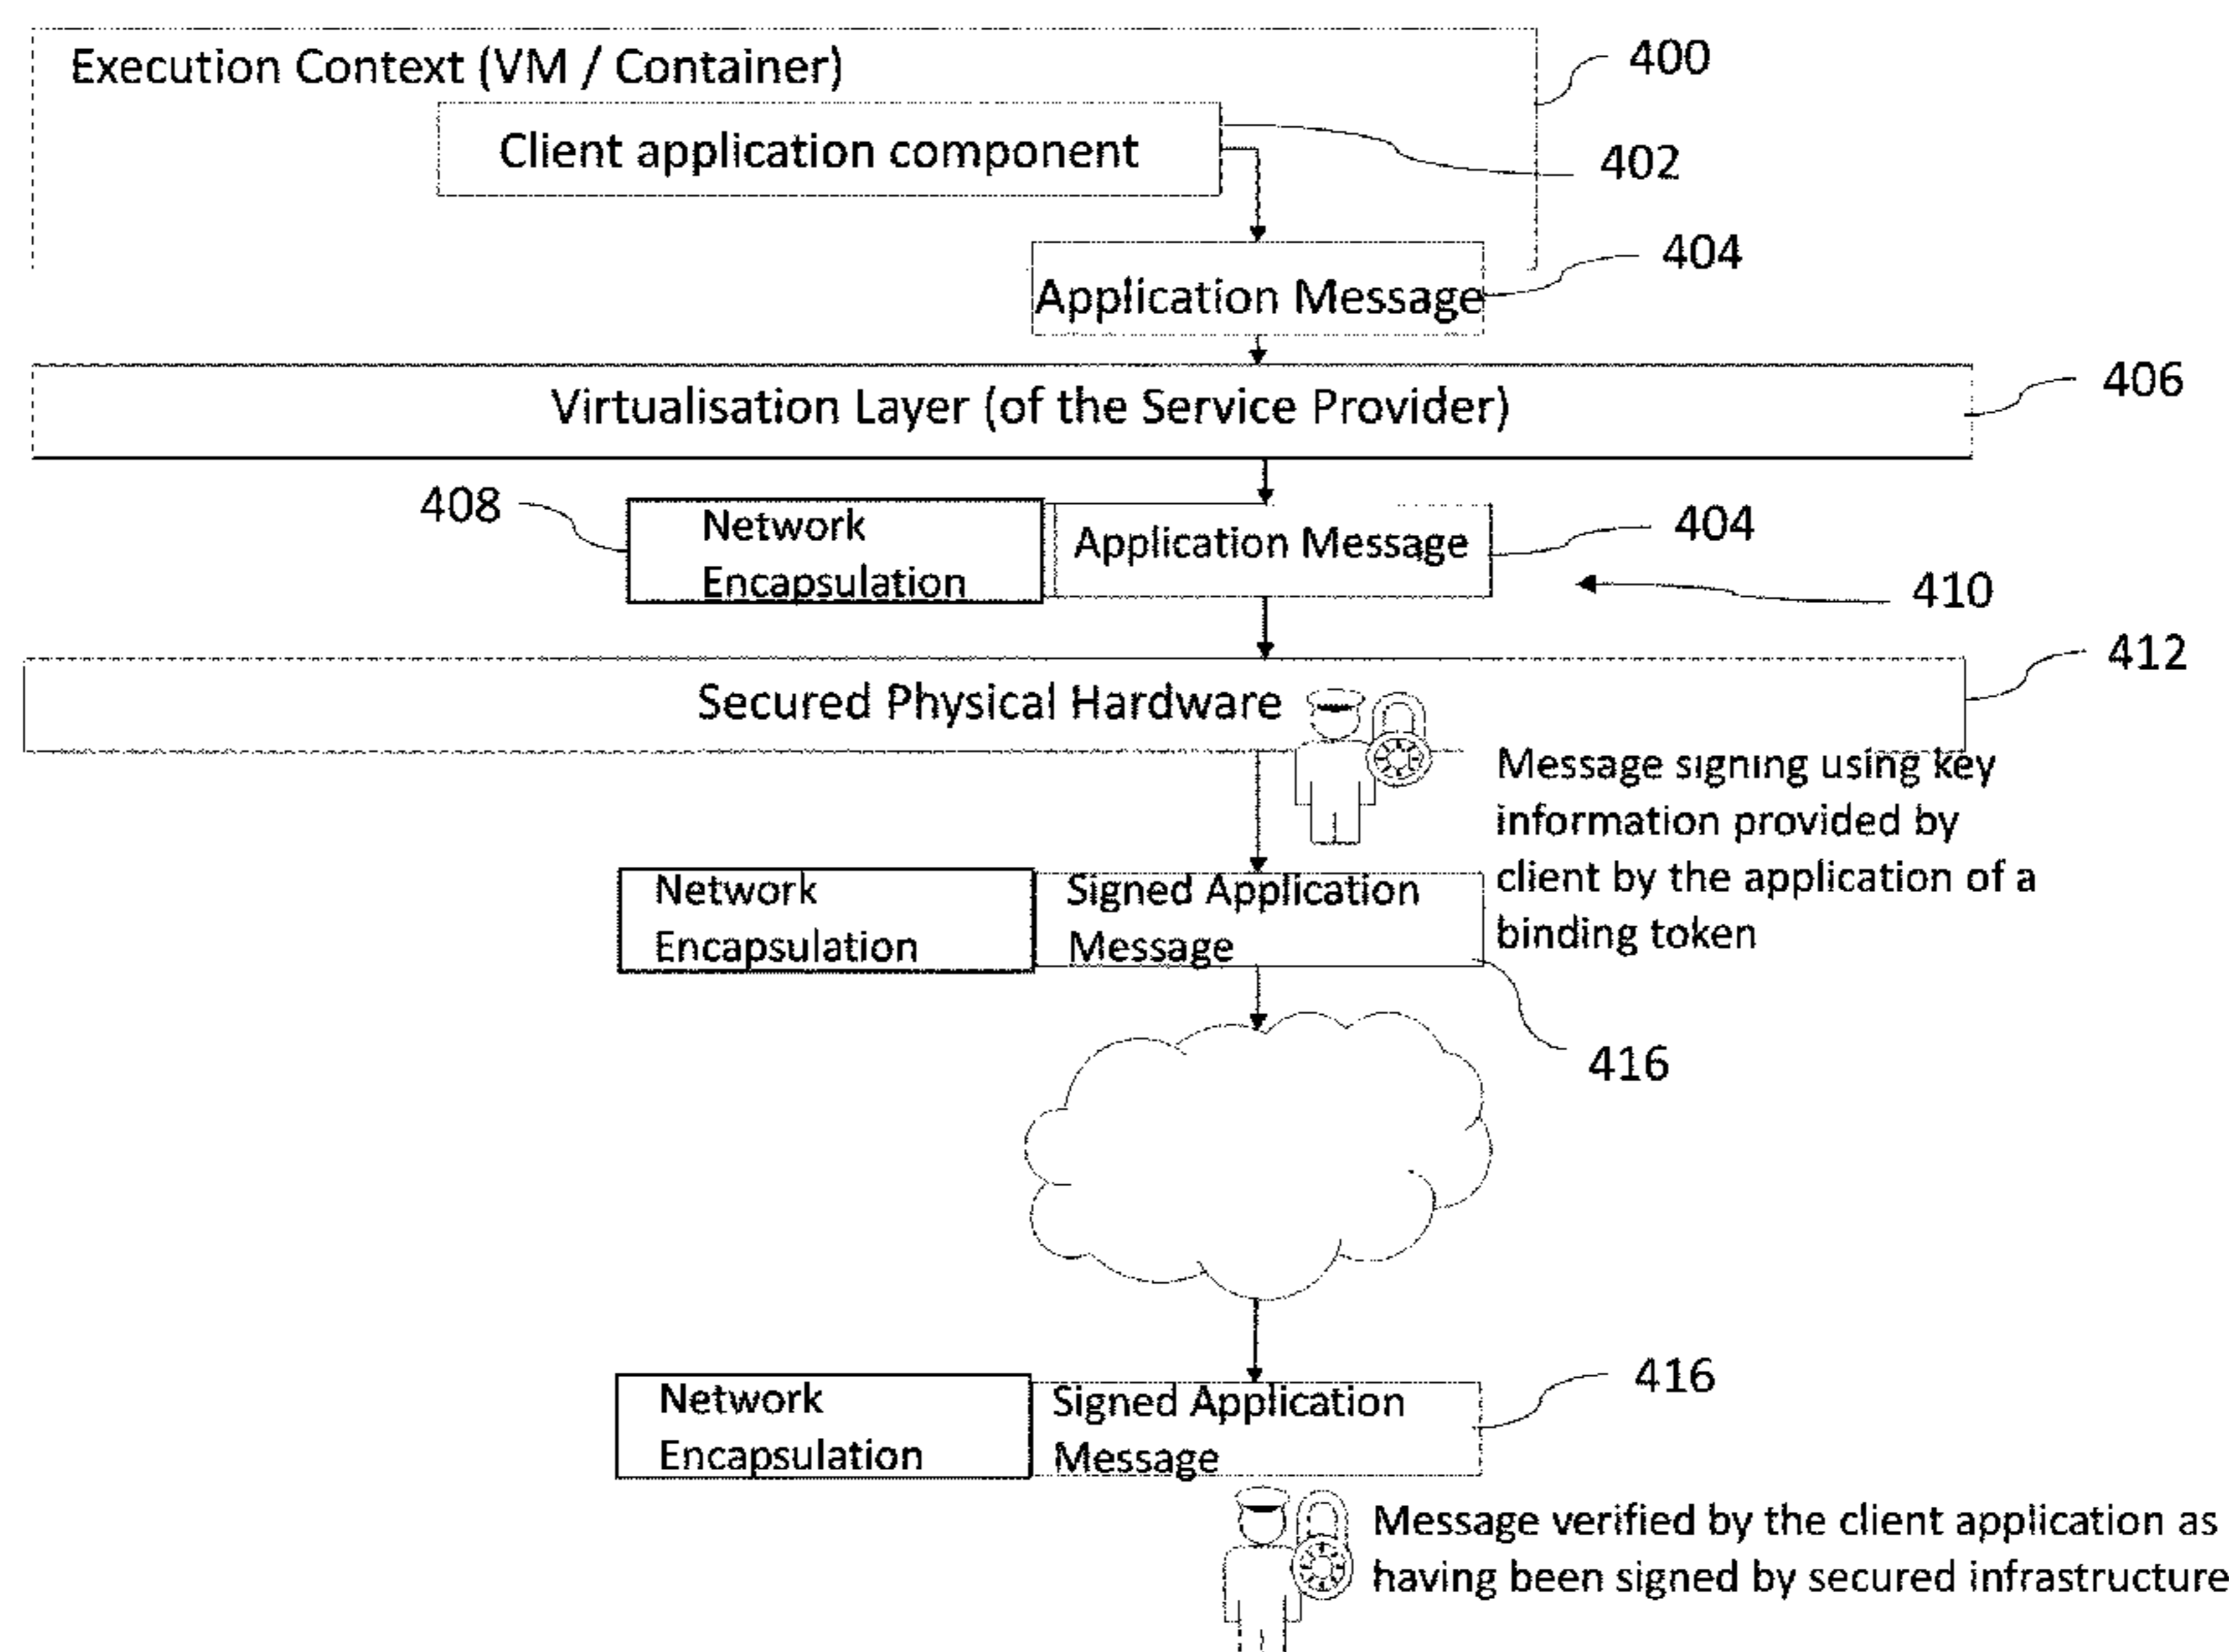 Execution Context (VM / Container)
400
Client application component
402
404
Application Message
406
Virtualisation Layer (of the Service Provider)
408
Network
Encapsulation
Application Message
404
410
412
Secured Physical Hardware
Message signing using key
information provided by
client by the application of a
binding token
Network
Encapsulation
Signed Application
Message
416
416
Network
Encapsulation
Signed Application
Message
Message verified by the client application as
having been signed by secured infrastructure